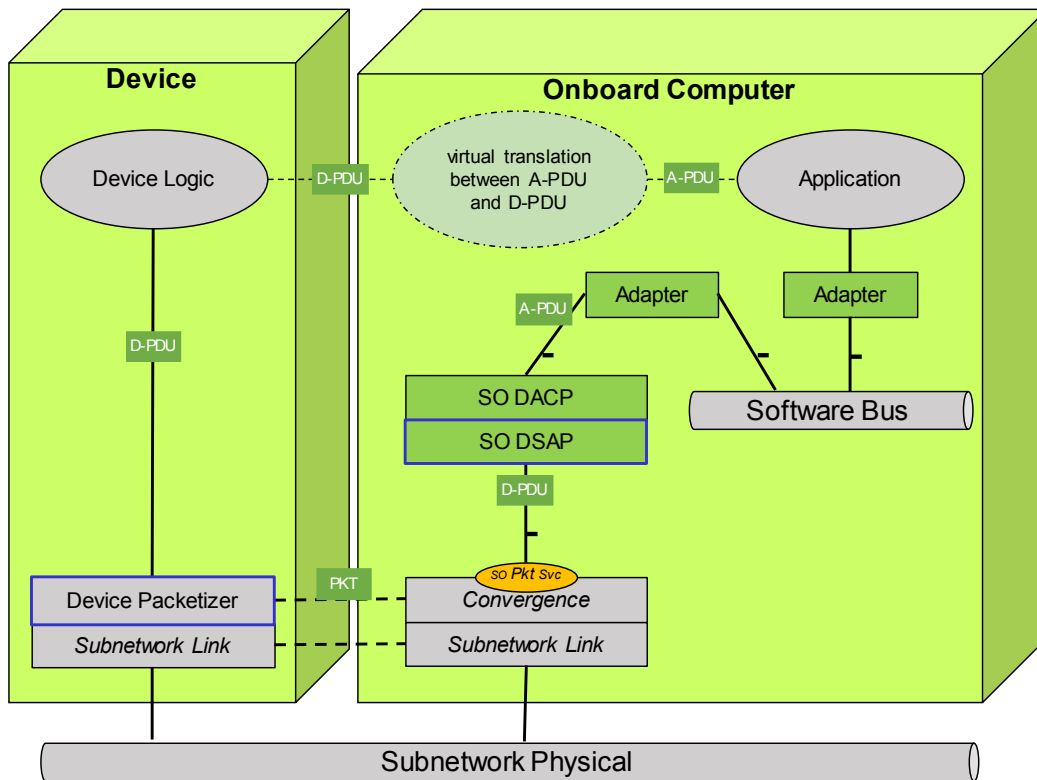 Device
Onboard Computer
Device Logic
D-PDU
virtual translation
between A-PDU
and D-PDU
A-PDU
Application
A-PDU
Adapter
Adapter
D-PDU
SO DACP
SO DSAP
Software Bus
D-PDU
SO Pkt Svc
PKT
Device Packetizer
Convergence
Subnetwork Link
Subnetwork Link
Subnetwork Physical